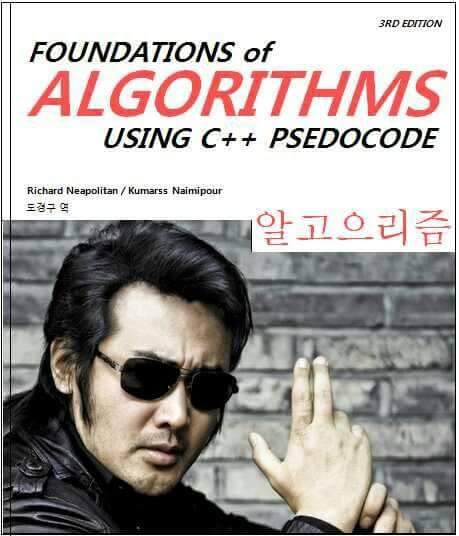 3RD EDITION
FOUNDATIONS of
ALGORITHMS
USING C++ PSEDOCODE
Richard Neapolitan / Kumarss Naimipour
도경구 역
알고으리즘